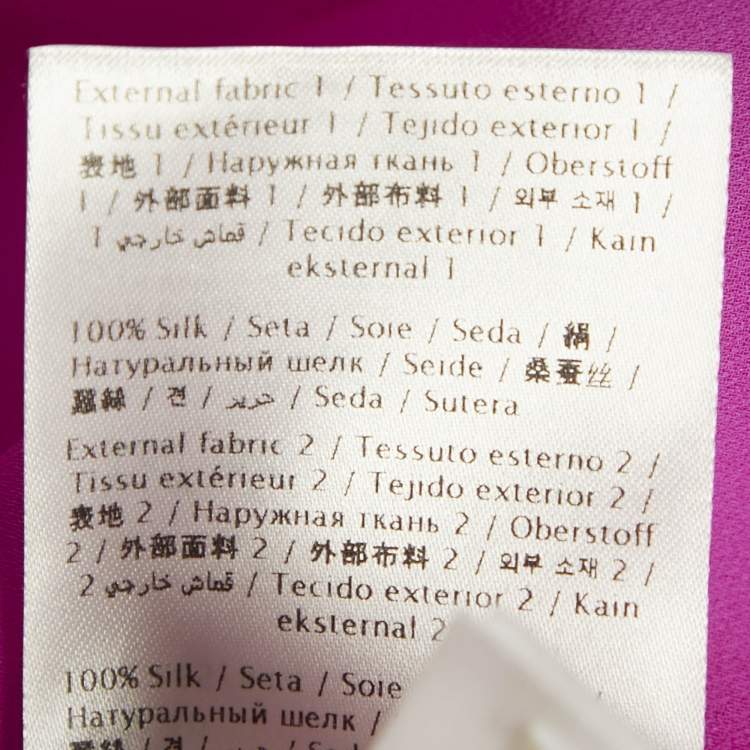 External fabric 1 / Tessuto esterno 1 /
Tissu extérieur 1 / Tejido exterior 1 /
表地 1 / Наружная ткань 1 / Oberstoff
1 / 外部面料 1 / 外部布料 1 / 외부 소재 1 /
قماش خارجي 1 / Tecido exterior 1 / Kain
eksternal 1
100% Silk / Seta / Soie / Seda / 絹 /
Натуральный шелк / Seide / 桑蚕丝 /
蠶絲 / 견 / حرير / Seda / Sutera
External fabric 2 / Tessuto esterno 2 /
Tissu extérieur 2 / Tejido exterior 2 /
表地 2 / Наружная ткань 2 / Oberstoff
2 / 外部面料 2 / 外部布料 2 / 외부 소재 2 /
قماش خارجي 2 / Tecido exterior 2 / Kain
eksternal 2
100% Silk / Seta / Soie /
Натуральный шелк /
蠶絲 / 견 / حرير /